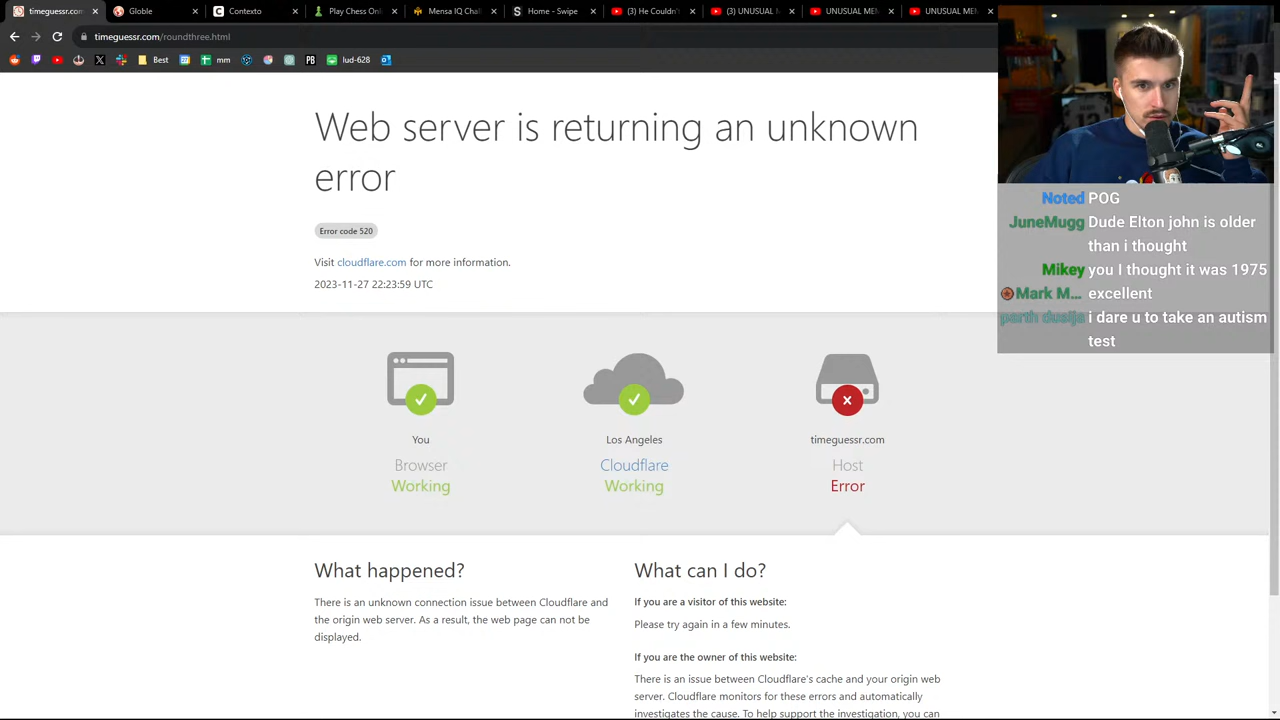 timeguessr.com
Globle
Contexto
Play Chess Onli
Mensa IQ Chal
Home - Swipe
(3) He Couldn't
(3) UNUSUAL M
UNUSUAL MEM
UNUSUAL MEM
timeguessr.com/roundthree.html
Best
mm
lud-628
Web server is returning an unknown
error
Error code 520
Visit cloudflare.com for more information.
2023-11-27 22:23:59 UTC
Noted POG
JuneMugg Dude Elton john is older
than i thought
Mikey you I thought it was 1975
Mark M... excellent
parth dusija i dare u to take an autism
test
You
Browser
Working
Los Angeles
Cloudflare
Working
timeguessr.com
Host
Error
What happened?
There is an unknown connection issue between Cloudflare and
the origin web server. As a result, the web page can not be
displayed.
What can I do?
If you are a visitor of this website:
Please try again in a few minutes.
If you are the owner of this website:
There is an issue between Cloudflare's cache and your origin web
server. Cloudflare monitors for these errors and automatically
investigates the cause. To help support the investigation, you can